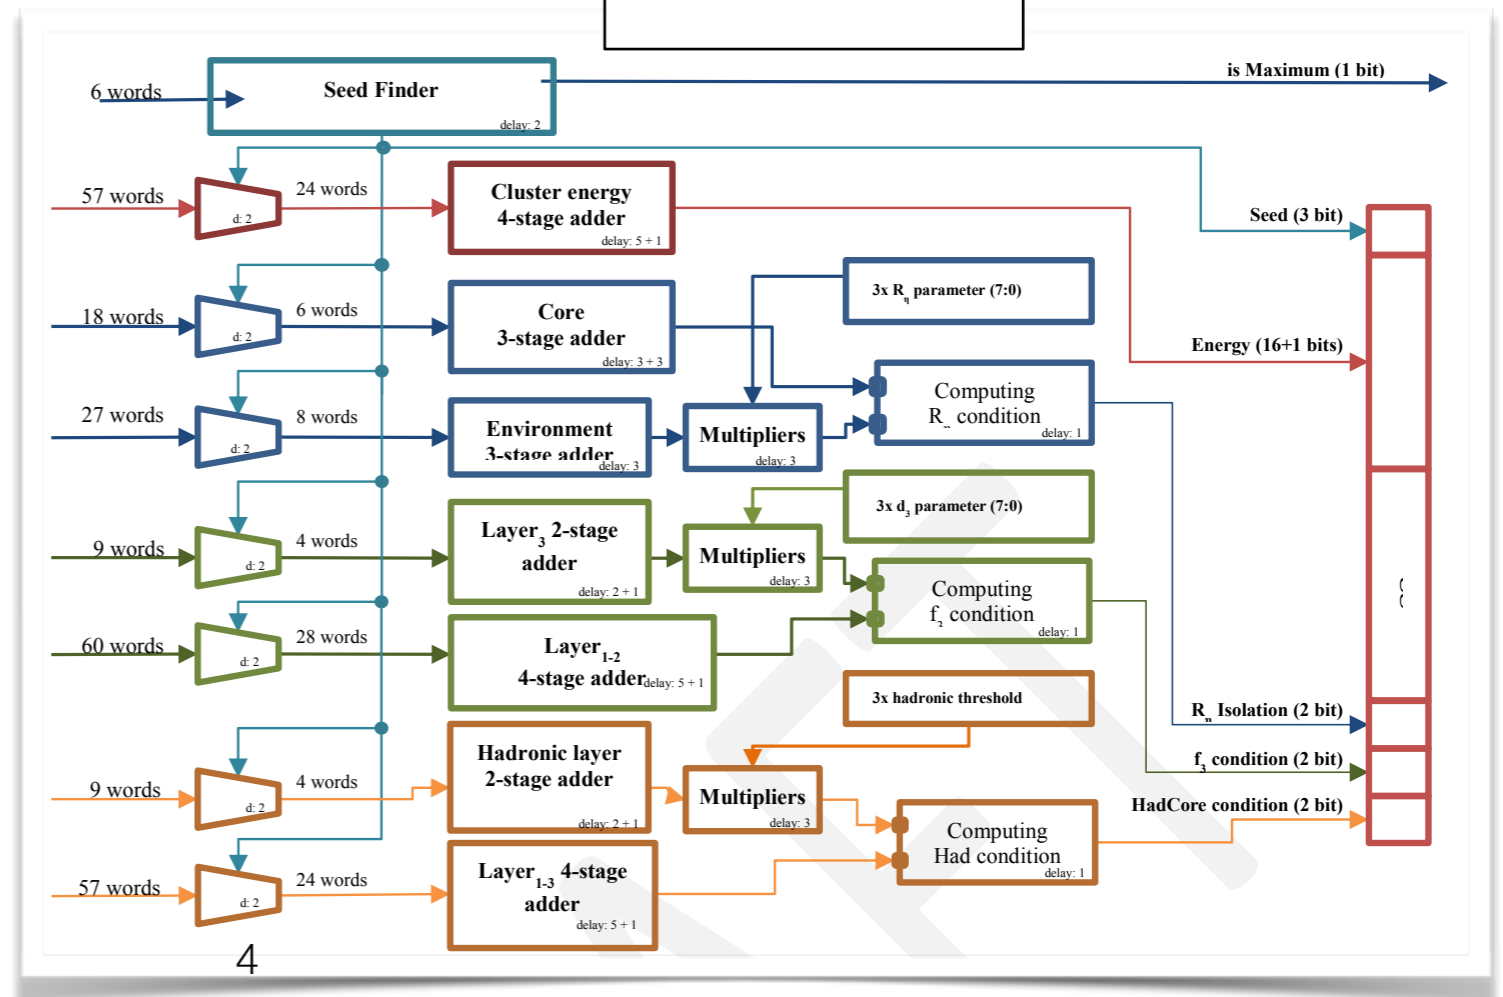 6 words
Seed Finder
delay: 2
is Maximum (1 bit)
57 words
d: 2
24 words
Cluster energy
4-stage adder
delay: 5 + 1
Seed (3 bit)
18 words
d: 2
6 words
Core
3-stage adder
delay: 3 + 3
3x Rη parameter (7:0)
Energy (16+1 bits)
27 words
d: 2
8 words
Environment
3-stage adder
delay: 3
Multipliers
delay: 3
Computing
Rη condition
delay: 1
9 words
d: 2
4 words
Layer3 2-stage
adder
delay: 2 + 1
Multipliers
delay: 3
3x d3 parameter (7:0)
Computing
f3 condition
delay: 1
60 words
d: 2
28 words
Layer1-2
4-stage adder
delay: 5 + 1
3x hadronic threshold
Rη Isolation (2 bit)
f3 condition (2 bit)
HadCore condition (2 bit)
9 words
d: 2
4 words
Hadronic layer
2-stage adder
delay: 2 + 1
Multipliers
delay: 3
Computing
Had condition
delay: 1
57 words
d: 2
24 words
Layer1-3 4-stage
adder
delay: 5 + 1
4